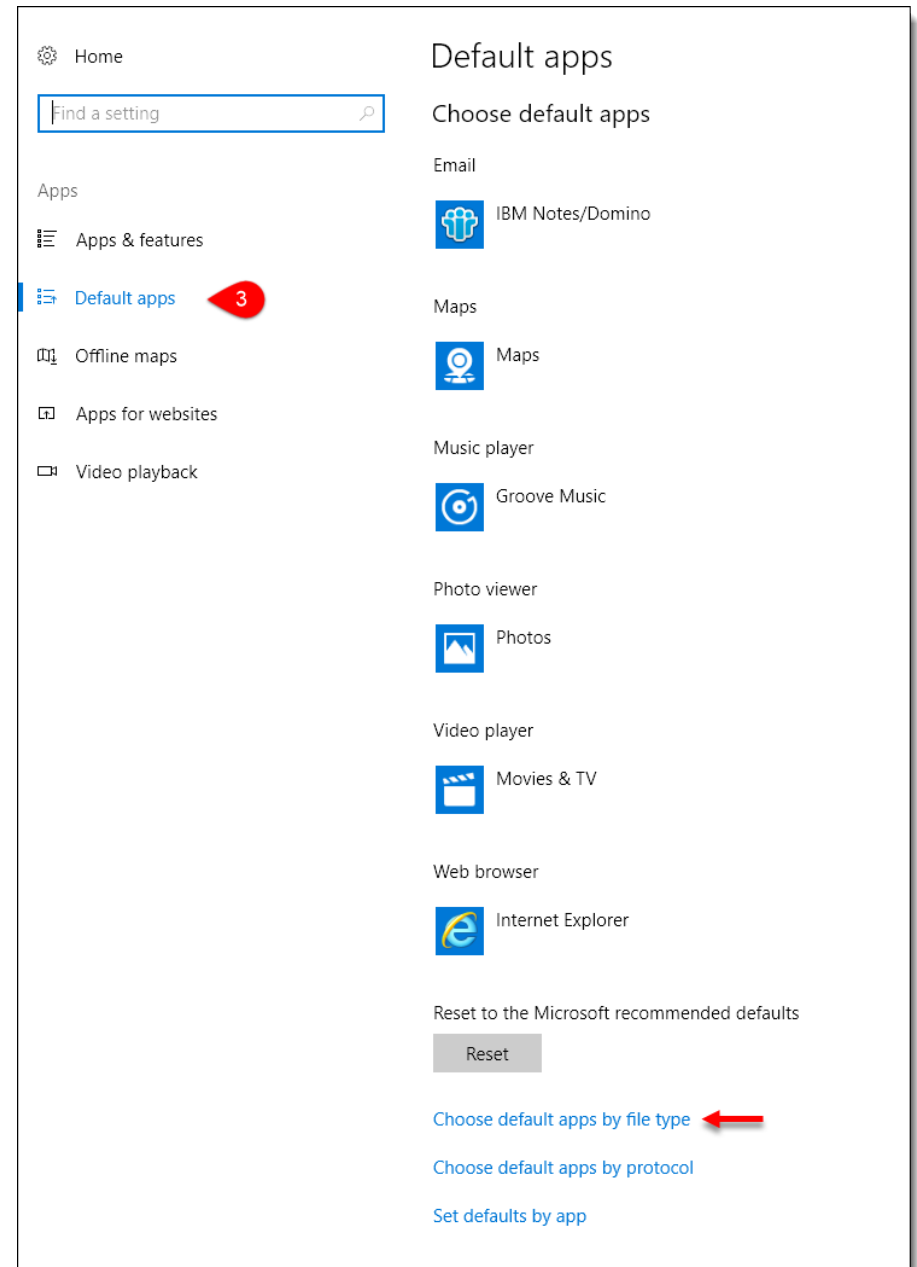 Home
Find a setting
Apps
Apps & features
Default apps
3
Offline maps
Apps for websites
Video playback
Default apps
Choose default apps
Email
IBM Notes/Domino
Maps
Maps
Music player
Groove Music
Photo viewer
Photos
Video player
Movies & TV
Web browser
Internet Explorer
Reset to the Microsoft recommended defaults
Reset
Choose default apps by file type
Choose default apps by protocol
Set defaults by app